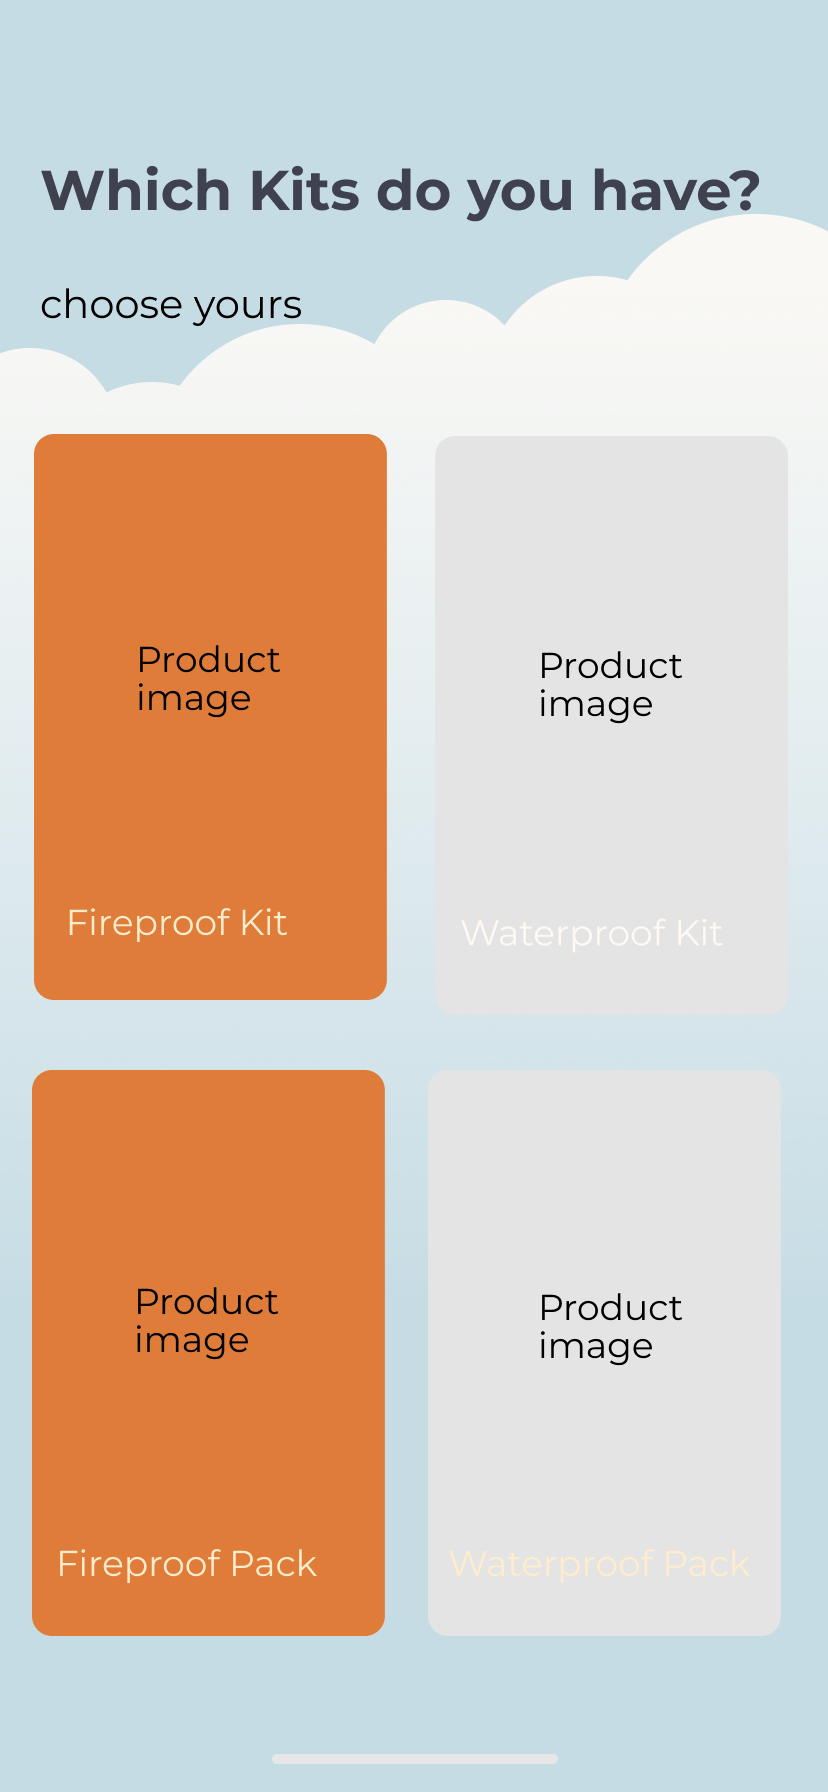 Which Kits do you have?
choose yours
Product
image
Fireproof Kit
Product
image
Waterproof Kit
Product
image
Fireproof Pack
Product
image
Waterproof Pack